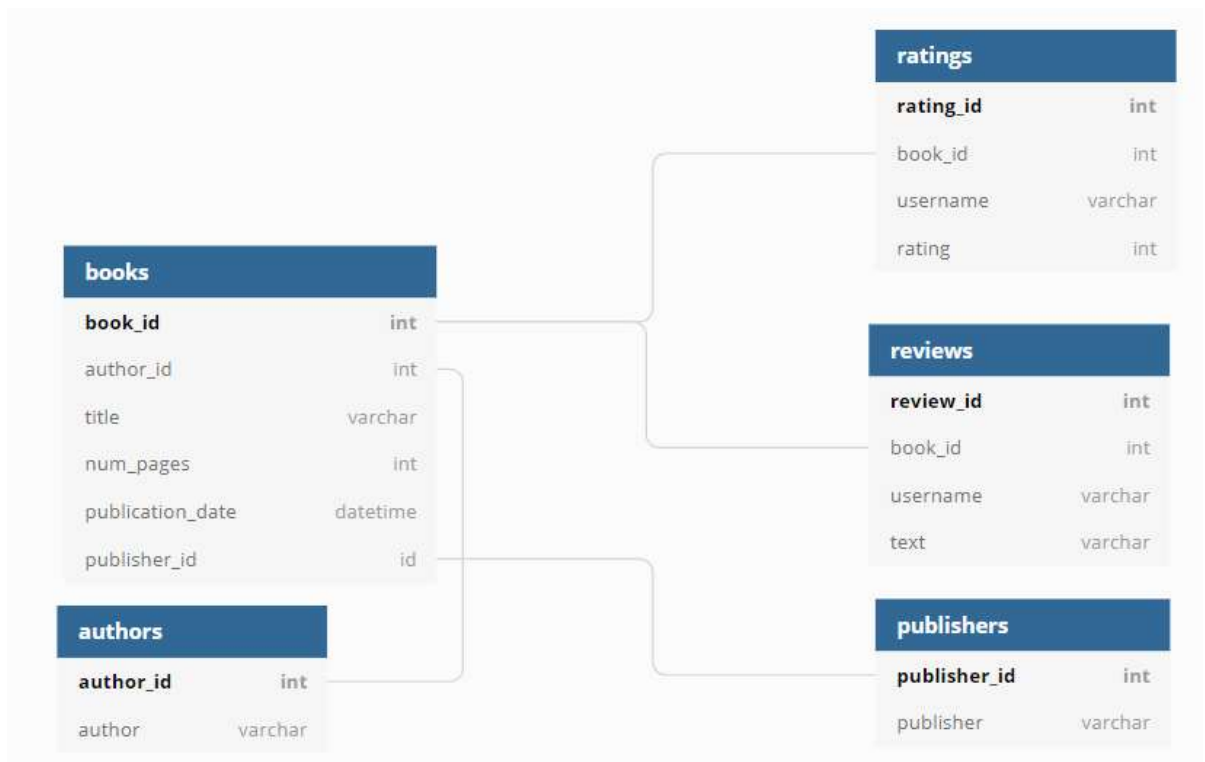 books
book_id int
author_id int
title varchar
num_pages int
publication_date datetime
publisher_id id
authors
author_id int
author varchar
ratings
rating_id int
book_id int
username varchar
rating int
reviews
review_id int
book_id int
username varchar
text varchar
publishers
publisher_id int
publisher varchar